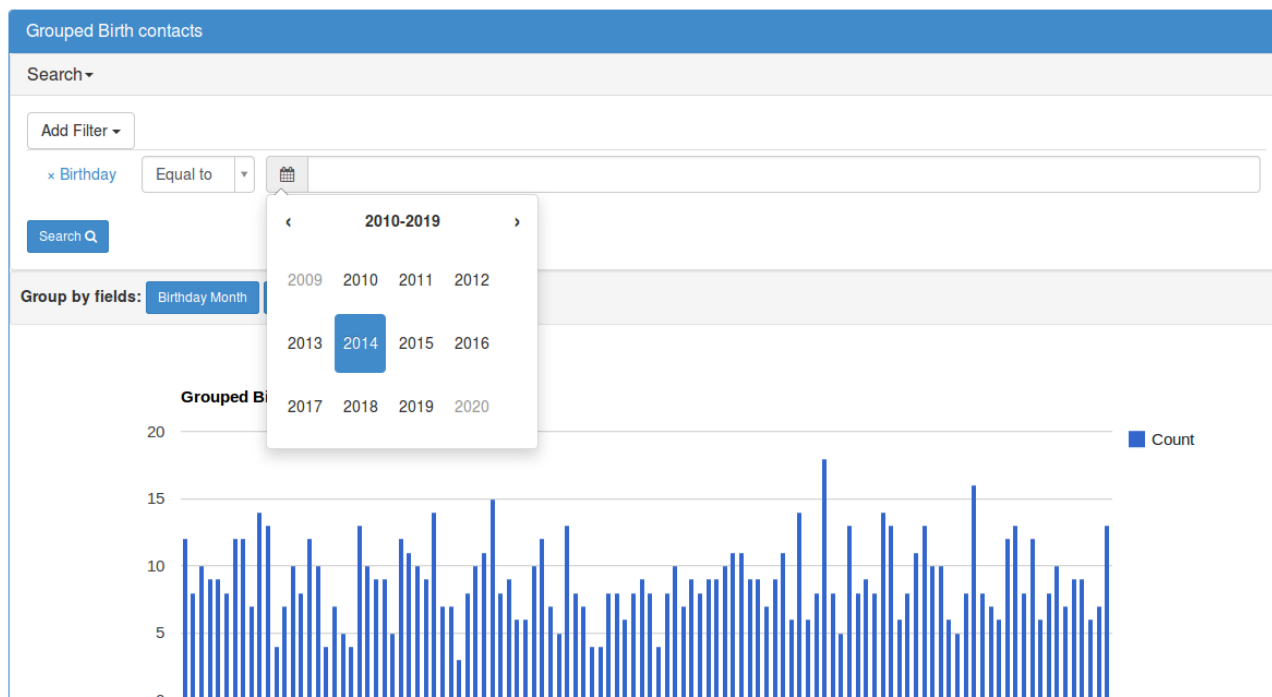 Grouped Birth contacts
Search
Add Filter
× Birthday Equal to
‹ 2010-2019 ›
Search
2009 2010 2011 2012
Group by fields: Birthday Month
2013 2014 2015 2016
Grouped Bi
2017 2018 2019 2020
20
Count
15
10
5